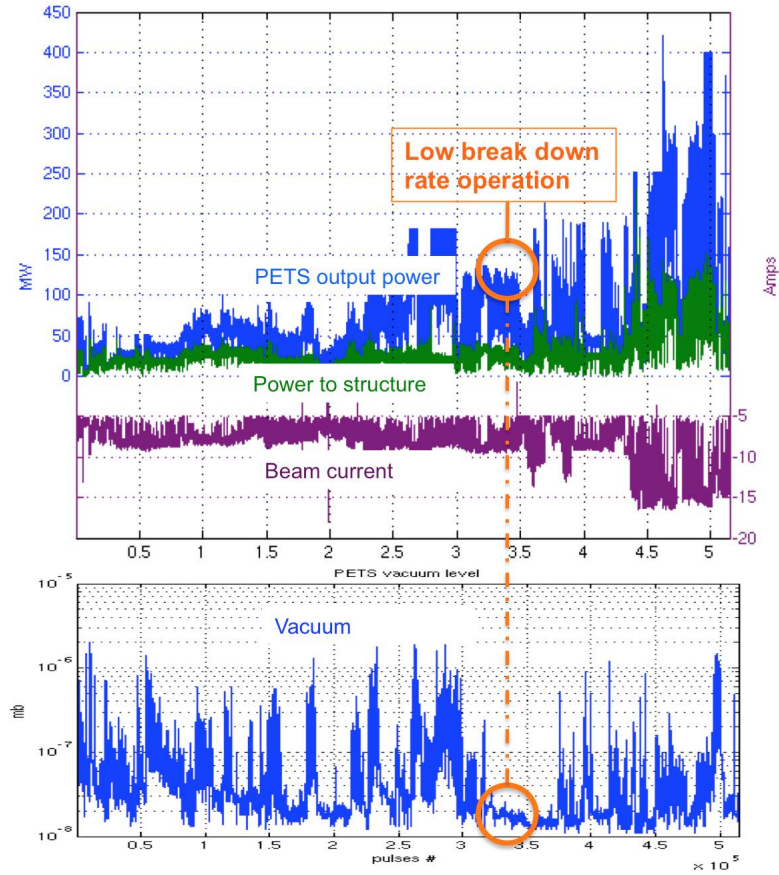 450
400
350
300
250
200
150
100
50
0
MW
Low break down
rate operation
PETS output power
Power to structure
Beam current
-5
-10
-15
-20
Amps
0.5 1 1.5 2 2.5 3 3.5 4 4.5 5
PETS vacuum level
Vacuum
10^-5
10^-6
10^-7
10^-8
mb
0.5 1 1.5 2 2.5 3 3.5 4 4.5 5
pulses #
× 10^5